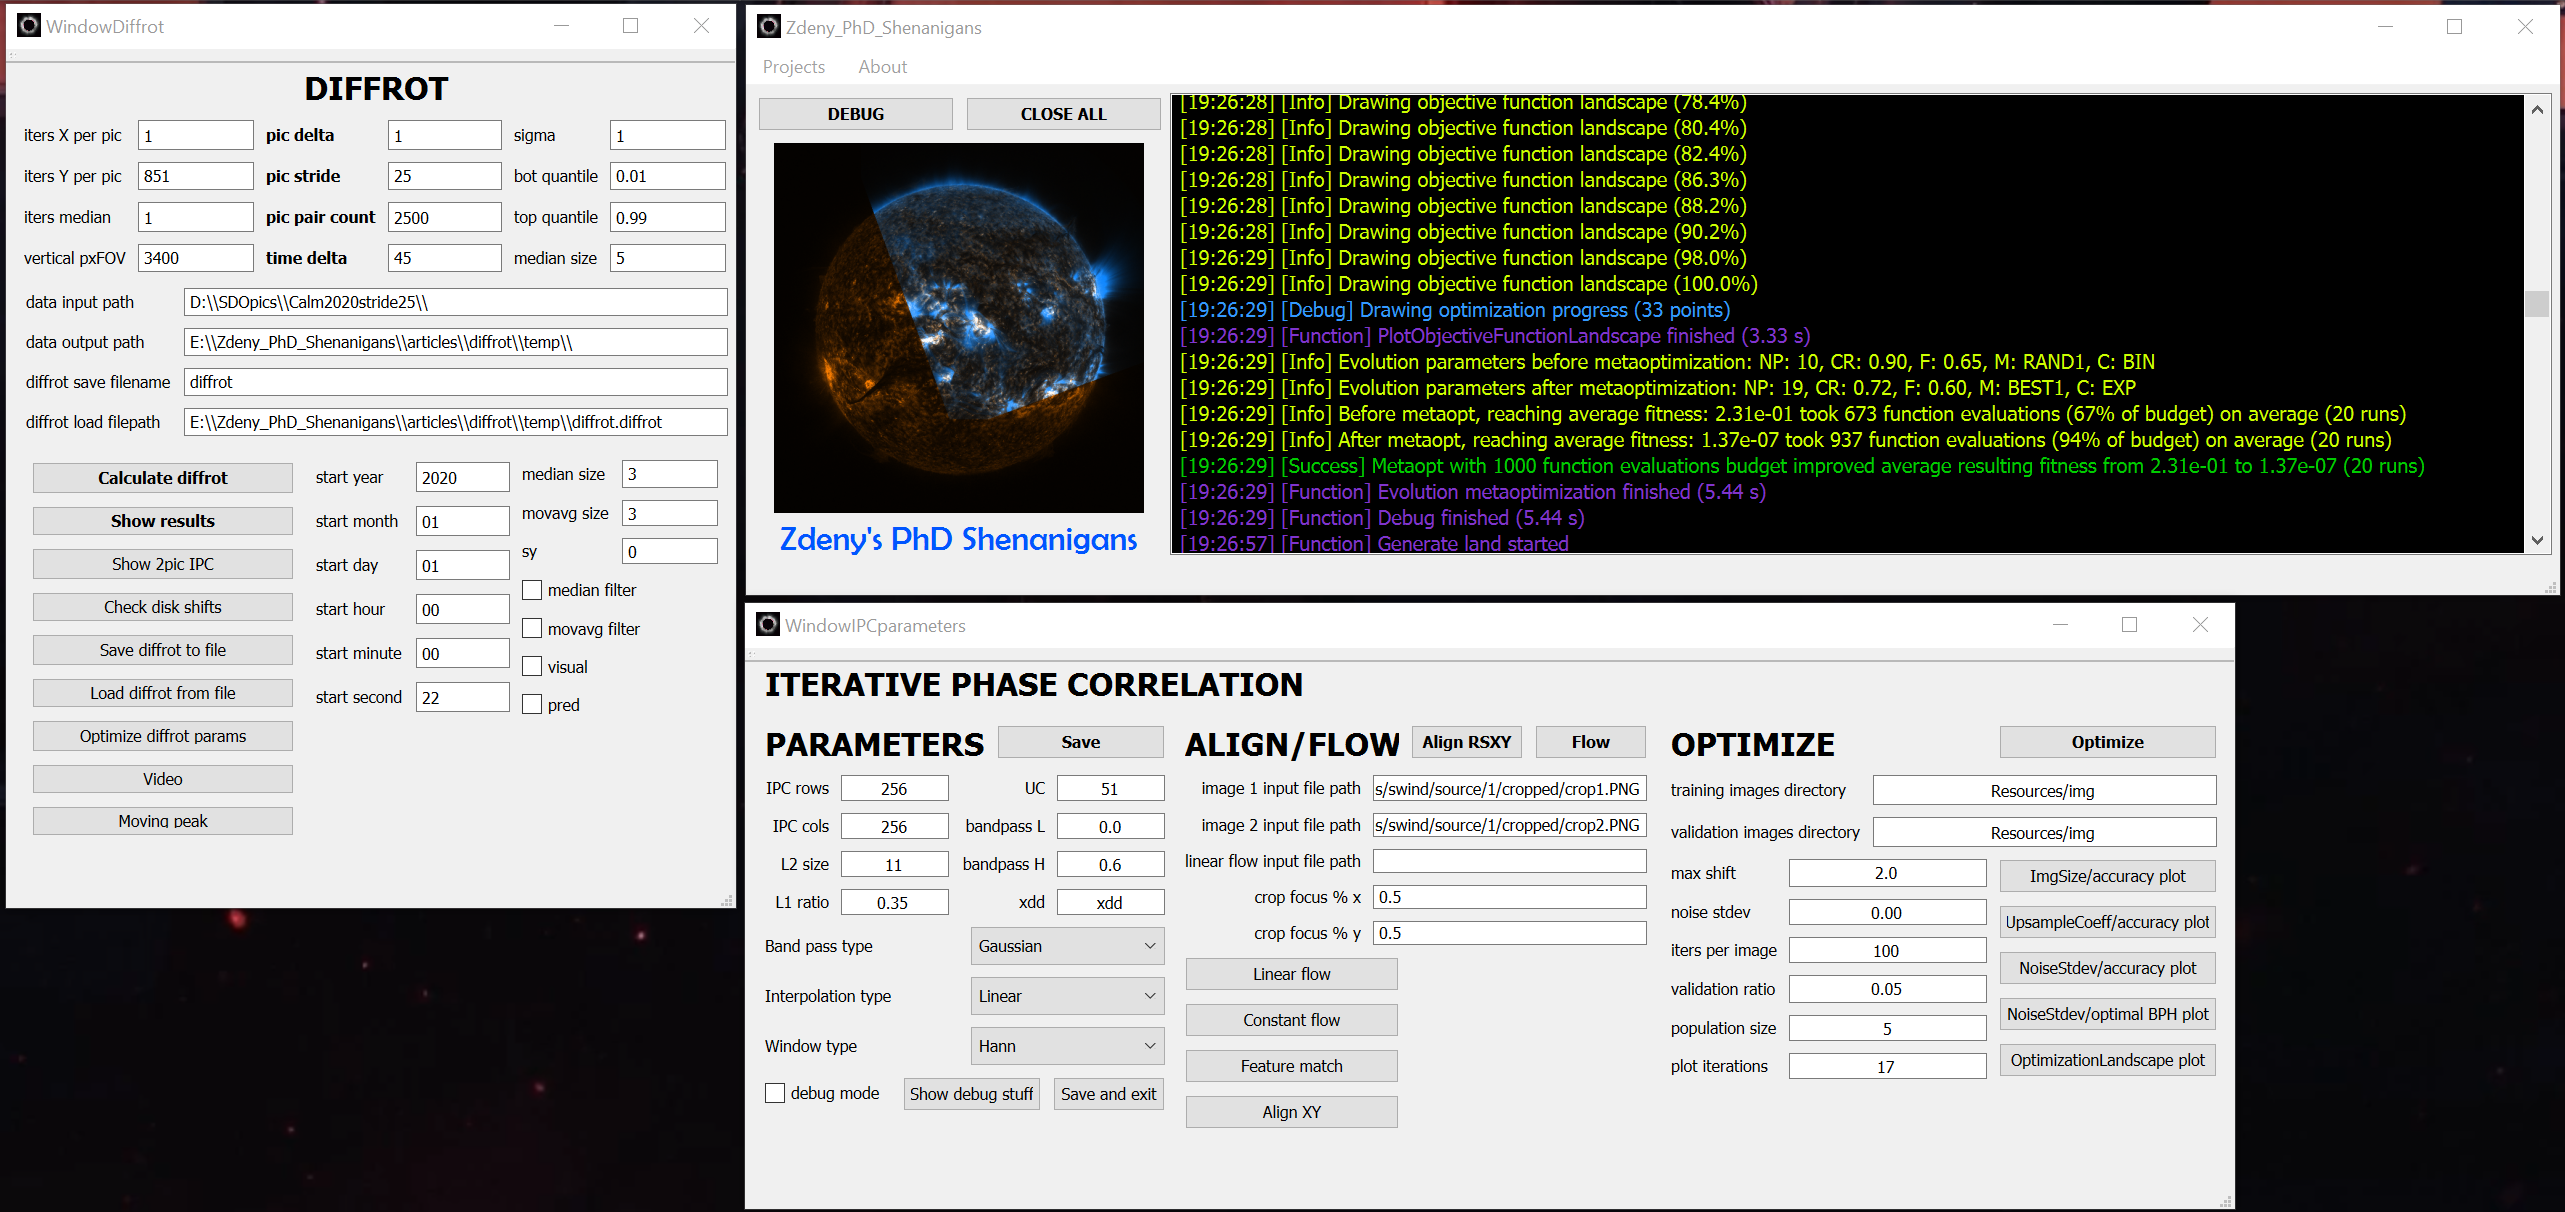 WindowDiffrot
DIFFROT
iters X per pic 1 pic delta 1 sigma 1
iters Y per pic 851 pic stride 25 bot quantile 0.01
iters median 1 pic pair count 2500 top quantile 0.99
vertical pxFOV 3400 time delta 45 median size 5
data input path D:\\SDOpics\\Calm2020stride25\\
data output path E:\\Zdeny_PhD_Shenanigans\\articles\\diffrot\\temp\\
diffrot save filename diffrot
diffrot load filepath E:\\Zdeny_PhD_Shenanigans\\articles\\diffrot\\temp\\diffrot.diffrot
Calculate diffrot
Show results
Show 2pic IPC
Check disk shifts
Save diffrot to file
Load diffrot from file
Optimize diffrot params
Video
Moving peak
start year 2020
start month 01
start day 01
start hour 00
start minute 00
start second 22
median size 3
movavg size 3
sy 0
median filter
movavg filter
visual
pred
Zdeny_PhD_Shenanigans
Projects About
DEBUG CLOSE ALL
Zdeny's PhD Shenanigans
[19:26:28] [Info] Drawing objective function landscape (78.4%)
[19:26:28] [Info] Drawing objective function landscape (80.4%)
[19:26:28] [Info] Drawing objective function landscape (82.4%)
[19:26:28] [Info] Drawing objective function landscape (86.3%)
[19:26:28] [Info] Drawing objective function landscape (88.2%)
[19:26:28] [Info] Drawing objective function landscape (90.2%)
[19:26:29] [Info] Drawing objective function landscape (98.0%)
[19:26:29] [Info] Drawing objective function landscape (100.0%)
[19:26:29] [Debug] Drawing optimization progress (33 points)
[19:26:29] [Function] PlotObjectiveFunctionLandscape finished (3.33 s)
[19:26:29] [Info] Evolution parameters before metaoptimization: NP: 10, CR: 0.90, F: 0.65, M: RAND1, C: BIN
[19:26:29] [Info] Evolution parameters after metaoptimization: NP: 19, CR: 0.72, F: 0.60, M: BEST1, C: EXP
[19:26:29] [Info] Before metaopt, reaching average fitness: 2.31e-01 took 673 function evaluations (67% of budget) on average (20 runs)
[19:26:29] [Info] After metaopt, reaching average fitness: 1.37e-07 took 937 function evaluations (94% of budget) on average (20 runs)
[19:26:29] [Success] Metaopt with 1000 function evaluations budget improved average resulting fitness from 2.31e-01 to 1.37e-07 (20 runs)
[19:26:29] [Function] Evolution metaoptimization finished (5.44 s)
[19:26:29] [Function] Debug finished (5.44 s)
[19:26:57] [Function] Generate land started
WindowIPCparameters
ITERATIVE PHASE CORRELATION
PARAMETERS Save
IPC rows 256 UC 51
IPC cols 256 bandpass L 0.0
L2 size 11 bandpass H 0.6
L1 ratio 0.35 xdd xdd
Band pass type Gaussian
Interpolation type Linear
Window type Hann
debug mode Show debug stuff Save and exit
ALIGN/FLOW Align RSXY Flow
image 1 input file path s/swind/source/1/cropped/crop1.PNG
image 2 input file path s/swind/source/1/cropped/crop2.PNG
linear flow input file path
crop focus % x 0.5
crop focus % y 0.5
Linear flow
Constant flow
Feature match
Align XY
OPTIMIZE Optimize
training images directory Resources/img
validation images directory Resources/img
max shift 2.0 ImgSize/accuracy plot
noise stdev 0.00 UpsampleCoeff/accuracy plot
iters per image 100 NoiseStdev/accuracy plot
validation ratio 0.05 NoiseStdev/optimal BPH plot
population size 5 OptimizationLandscape plot
plot iterations 17